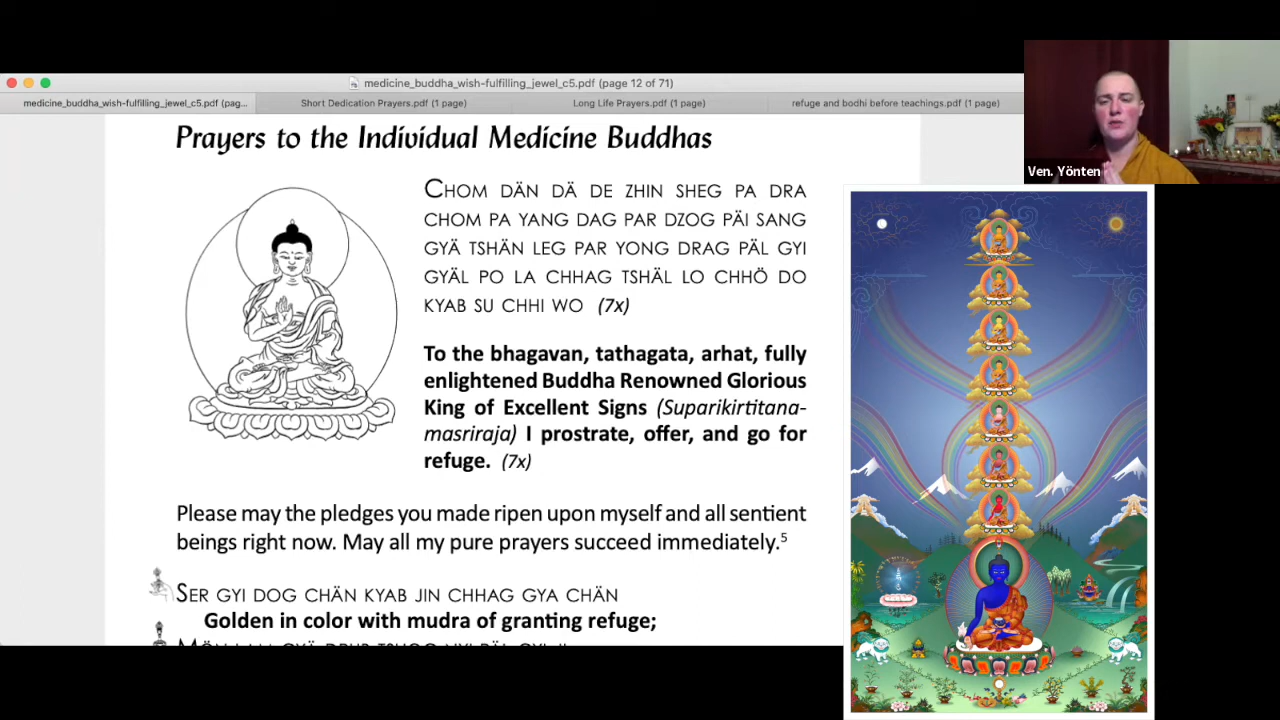 medicine_buddha_wish-fulfilling_jewel_c5.pdf (page 12 of 71)
medicine_buddha_wish-fulfilling_jewel_c5.pdf (pag...
Short Dedication Prayers.pdf (1 page)
Long Life Prayers.pdf (1 page)
refuge and bodhi before teachings.pdf (1 page)
Ven. Yönten
Prayers to the Individual Medicine Buddhas
CHOM DÄN DÄ DE ZHIN SHEG PA DRA
CHOM PA YANG DAG PAR DZOG PÄI SANG
GYÄ TSHÄN LEG PAR YONG DRAG PÄL GYI
GYÄL PO LA CHHAG TSHÄL LO CHHÖ DO
KYAB SU CHHI WO (7x)
To the bhagavan, tathagata, arhat, fully
enlightened Buddha Renowned Glorious
King of Excellent Signs (Suparikirtitana-
masriraja) I prostrate, offer, and go for
refuge. (7x)
Please may the pledges you made ripen upon myself and all sentient
beings right now. May all my pure prayers succeed immediately.5
SER GYI DOG CHÄN KYAB JIN CHHAG GYA CHÄN
Golden in color with mudra of granting refuge;